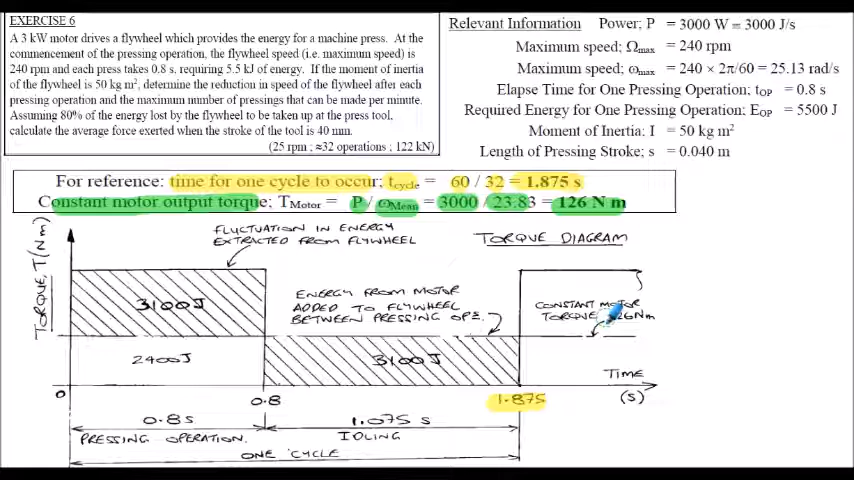 EXERCISE 6
A 3 kW motor drives a flywheel which provides the energy for a machine press. At the
commencement of the pressing operation, the flywheel speed (i.e. maximum speed) is
240 rpm and each press takes 0.8 s, requiring 5.5 kJ of energy. If the moment of inertia
of the flywheel is 50 kg m², determine the reduction in speed of the flywheel after each
pressing operation and the maximum number of pressings that can be made per minute.
Assuming 80% of the energy lost by the flywheel to be taken up at the press tool,
calculate the average force exerted when the stroke of the tool is 40 mm.
(25 rpm ; ≈32 operations ; 122 kN)
Relevant Information Power; P = 3000 W = 3000 J/s
Maximum speed; Ωmax = 240 rpm
Maximum speed; ωmax = 240 × 2π/60 = 25.13 rad/s
Elapse Time for One Pressing Operation; tOP = 0.8 s
Required Energy for One Pressing Operation; EOP = 5500 J
Moment of Inertia: I = 50 kg m²
Length of Pressing Stroke; s = 0.040 m
For reference: time for one cycle to occur; tcycle = 60 / 32 = 1.875 s
Constant motor output torque; TMotor = P / ωMean = 3000 / 23.83 = 126 N m
FLUCTUATION IN ENERGY
EXTRACTED FROM FLYWHEEL
TORQUE DIAGRAM
TORQUE, T (Nm)
3100J
ENERGY FROM MOTOR
ADDED TO FLYWHEEL
BETWEEN PRESSING OPS.
CONSTANT MOTOR
TORQUE 126Nm
2400J
3100J
TIME
(S)
0
0.8
1.875
0.8s
1.075 s
PRESSING OPERATION.
IDLING
ONE CYCLE